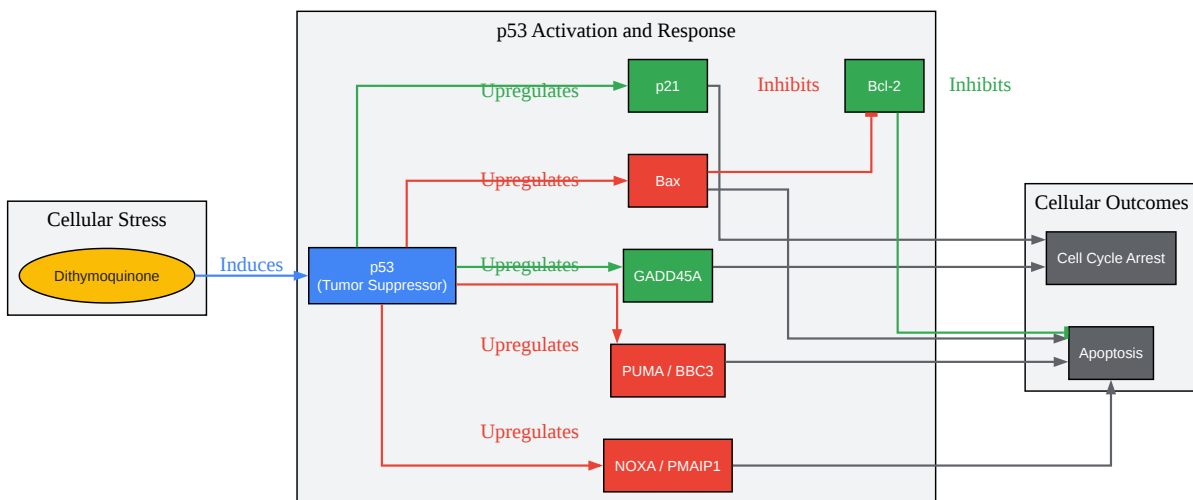 p53 Activation and Response
Upregulates
p21
Inhibits
Bcl-2
Inhibits
Upregulates
Bax
Cellular Stress
Dithymoquinone
Induces
p53
(Tumor Suppressor)
Upregulates
GADD45A
Upregulates
PUMA / BBC3
Upregulates
NOXA / PMAIP1
Cellular Outcomes
Cell Cycle Arrest
Apoptosis